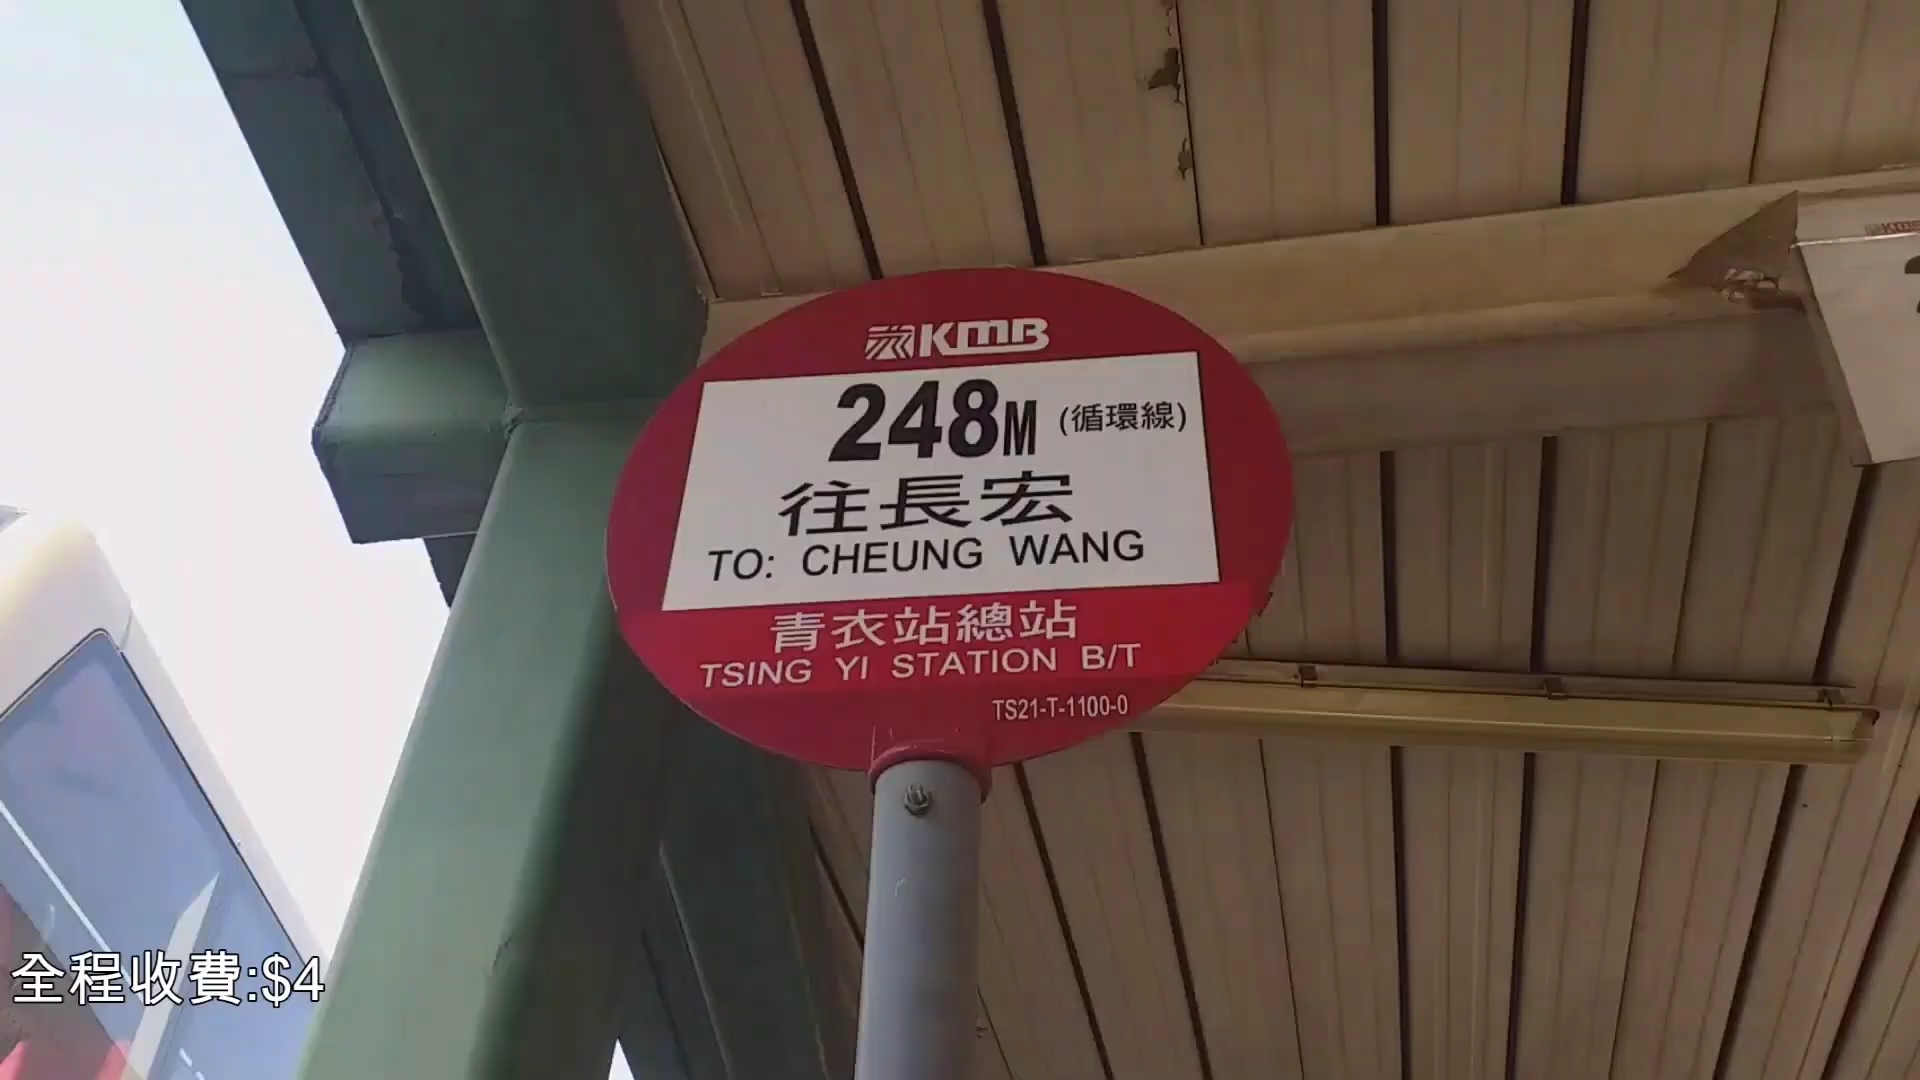 KMB
248M (循環線)
往長宏
TO: CHEUNG WANG
青衣站總站
TSING YI STATION B/T
TS21-T-1100-0
全程收費:$4